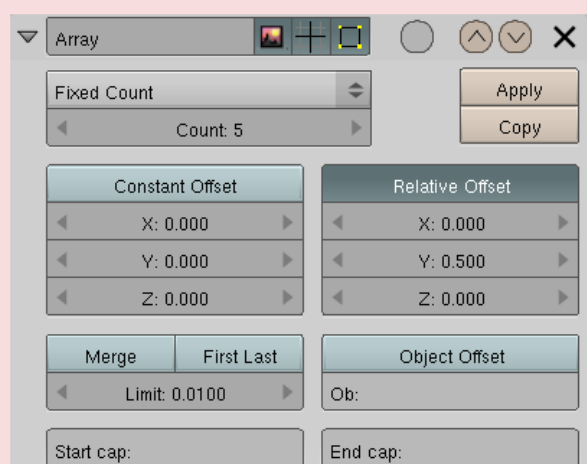 Array
Fixed Count
Count: 5
Apply
Copy
Constant Offset
X: 0.000
Y: 0.000
Z: 0.000
Relative Offset
X: 0.000
Y: 0.500
Z: 0.000
Merge First Last
Limit: 0.0100
Object Offset
Ob:
Start cap:
End cap: